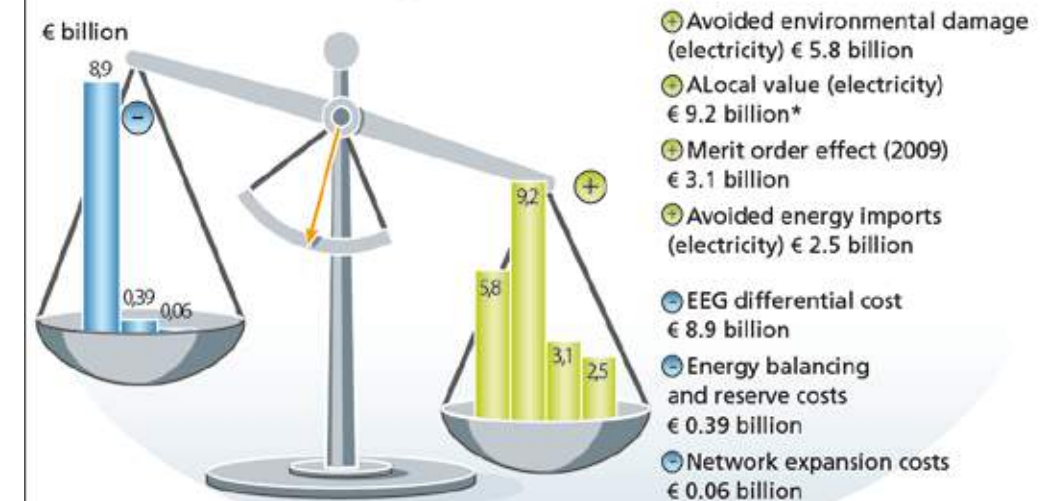 € billion
8,9
-
0,39
0,06
+
9,2
5,8
3,1
2,5
+ Avoided environmental damage
(electricity) € 5.8 billion
+ ALocal value (electricity)
€ 9.2 billion*
+ Merit order effect (2009)
€ 3.1 billion
+ Avoided energy imports
(electricity) € 2.5 billion
- EEG differential cost
€ 8.9 billion
- Energy balancing
and reserve costs
€ 0.39 billion
- Network expansion costs
€ 0.06 billion